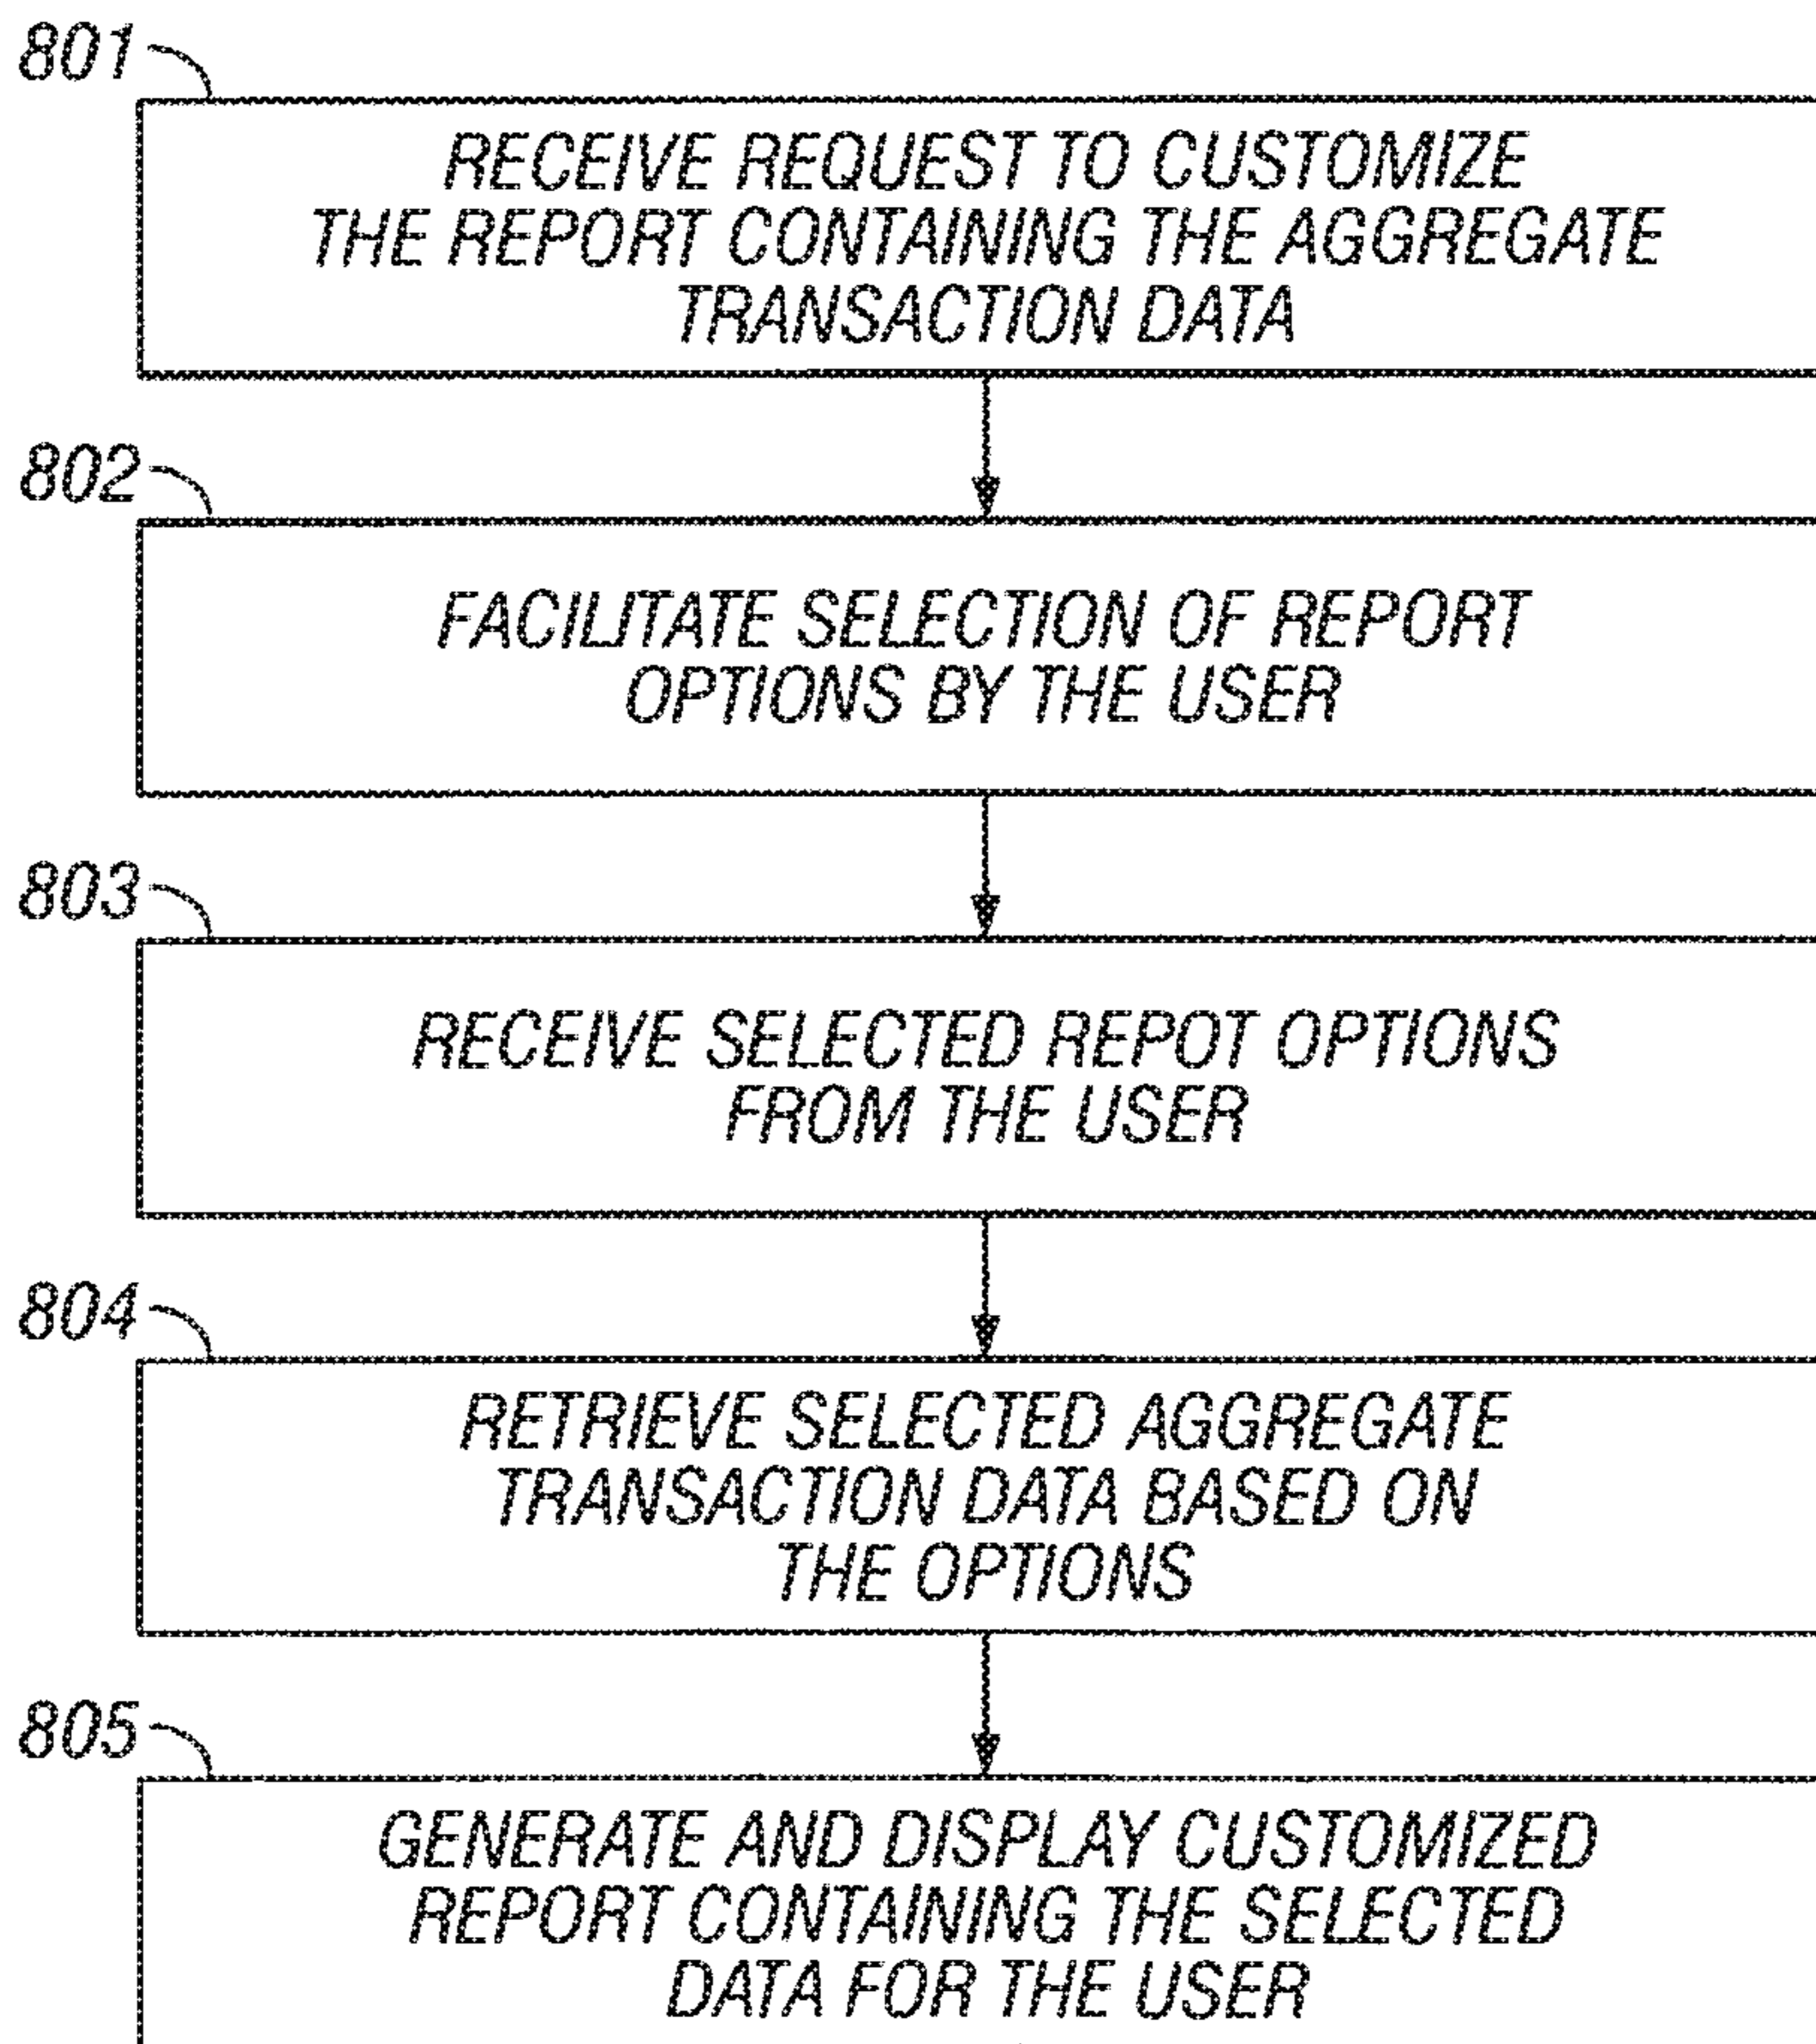 801
RECEIVE REQUEST TO CUSTOMIZE
THE REPORT CONTAINING THE AGGREGATE
TRANSACTION DATA
802
FACILITATE SELECTION OF REPORT
OPTIONS BY THE USER
803
RECEIVE SELECTED REPOT OPTIONS
FROM THE USER
804
RETRIEVE SELECTED AGGREGATE
TRANSACTION DATA BASED ON
THE OPTIONS
805
GENERATE AND DISPLAY CUSTOMIZED
REPORT CONTAINING THE SELECTED
DATA FOR THE USER